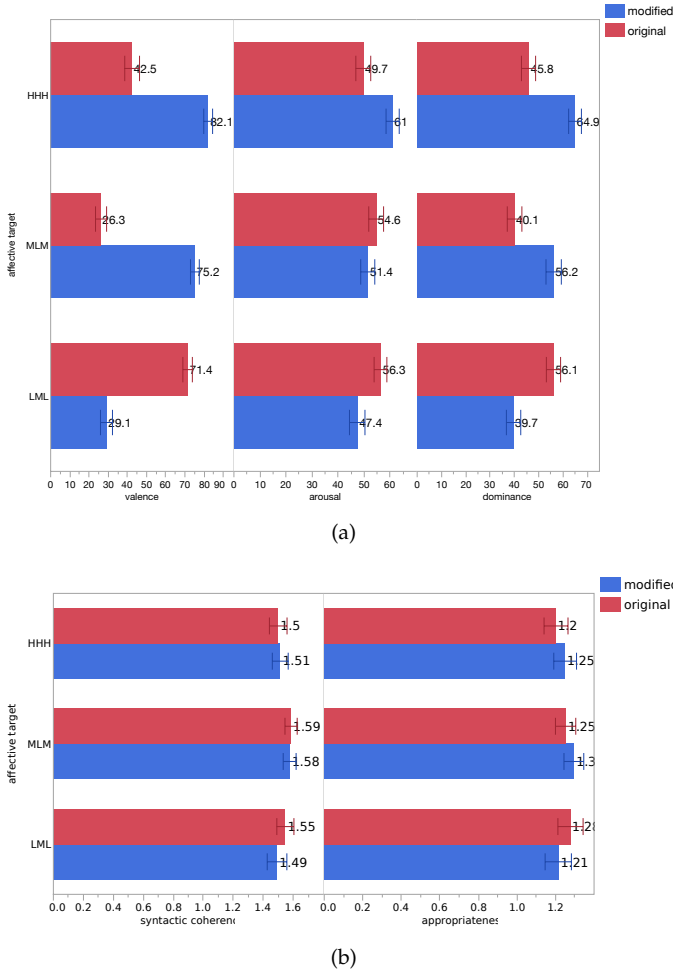 modified
original
HHH
42.5
49.7
45.8
82.1
61
64.9
affective target
MLM
26.3
54.6
40.1
75.2
51.4
56.2
LML
71.4
56.3
56.1
29.1
47.4
39.7
0 10 20 30 40 50 60 70 80 90 0 10 20 30 40 50 60 0 10 20 30 40 50 60 70
valence arousal dominance
(a)
modified
original
HHH
1.5 1.2
1.51 1.25
affective target
MLM
1.59 1.25
1.58 1.3
LML
1.55 1.28
1.49 1.21
0.0 0.2 0.4 0.6 0.8 1.0 1.2 1.4 1.6 0.0 0.2 0.4 0.6 0.8 1.0 1.2
syntactic coherenc appropriatenes
(b)